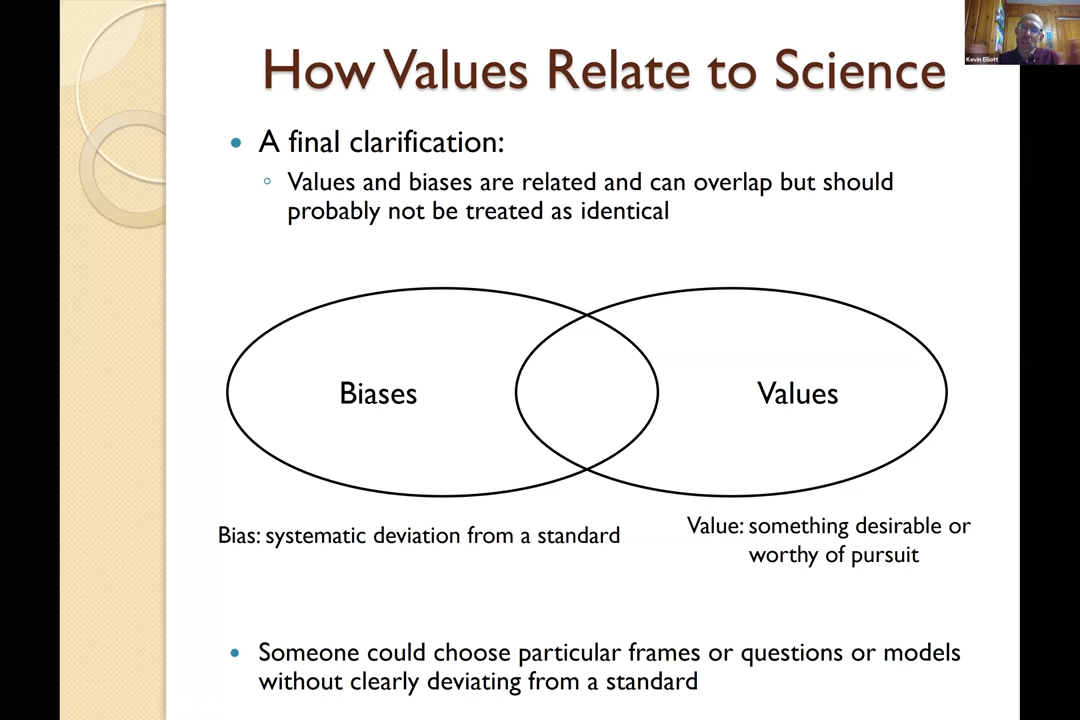 How Values Relate to Science
Kevin Elliott
A final clarification:
Values and biases are related and can overlap but should
probably not be treated as identical
Biases
Values
Bias: systematic deviation from a standard
Value: something desirable or
worthy of pursuit
Someone could choose particular frames or questions or models
without clearly deviating from a standard